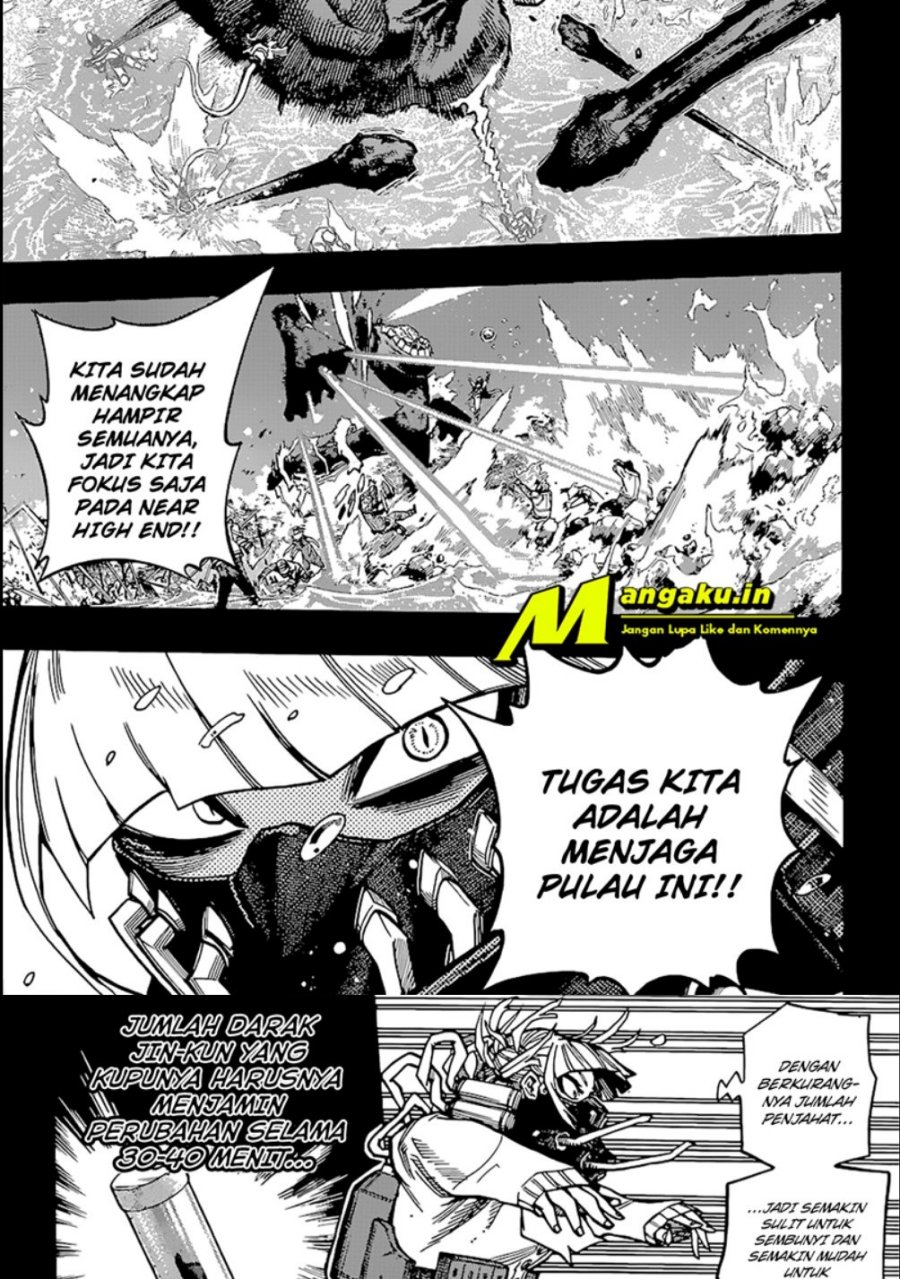 KITA SUDAH
MENANGKAP
HAMPIR
SEMUANYA,
JADI KITA
FOKUS SAJA
PADA NEAR
HIGH END!!
Mangaku.in
Jangan Lupa Like dan Komennya
TUGAS KITA
ADALAH
MENJAGA
PULAU INI!!
JUMLAH DARAK
JIN-KUN YANG
KUPUNYA HARUSNYA
MENJAMIN
PERUBAHAN SELAMA
30-40 MENIT...
DENGAN
BERKURANG-
NYA JUMLAH
PENJAHAT...
...JADI SEMAKIN
SULIT UNTUK
SEMBUNYI DAN
SEMAKIN MUDAH
UNTUK